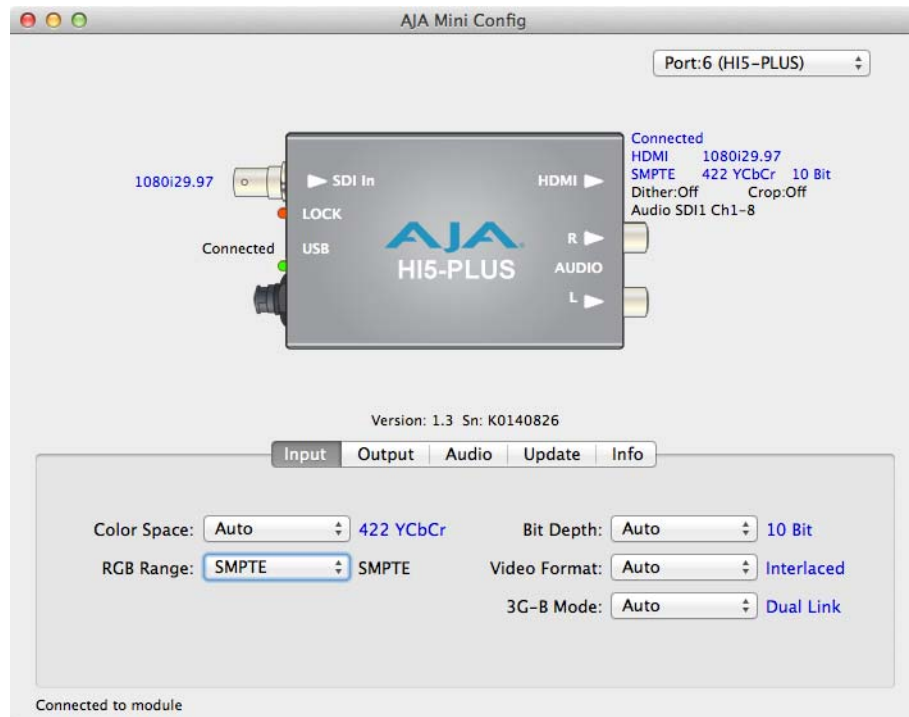 AJA Mini Config
Port:6 (HI5-PLUS)
Connected
HDMI 1080i29.97
SMPTE 422 YCbCr 10 Bit
Dither:Off Crop:Off
Audio SDI1 Ch1-8
1080i29.97
SDI In
HDMI
LOCK
Connected
USB
AJA
HI5-PLUS
R
AUDIO
L
Version: 1.3 Sn: K0140826
Input Output Audio Update Info
Color Space: Auto 422 YCbCr Bit Depth: Auto 10 Bit
RGB Range: SMPTE SMPTE Video Format: Auto Interlaced
3G-B Mode: Auto Dual Link
Connected to module